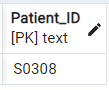 Patient_ID
[PK] text
S0308